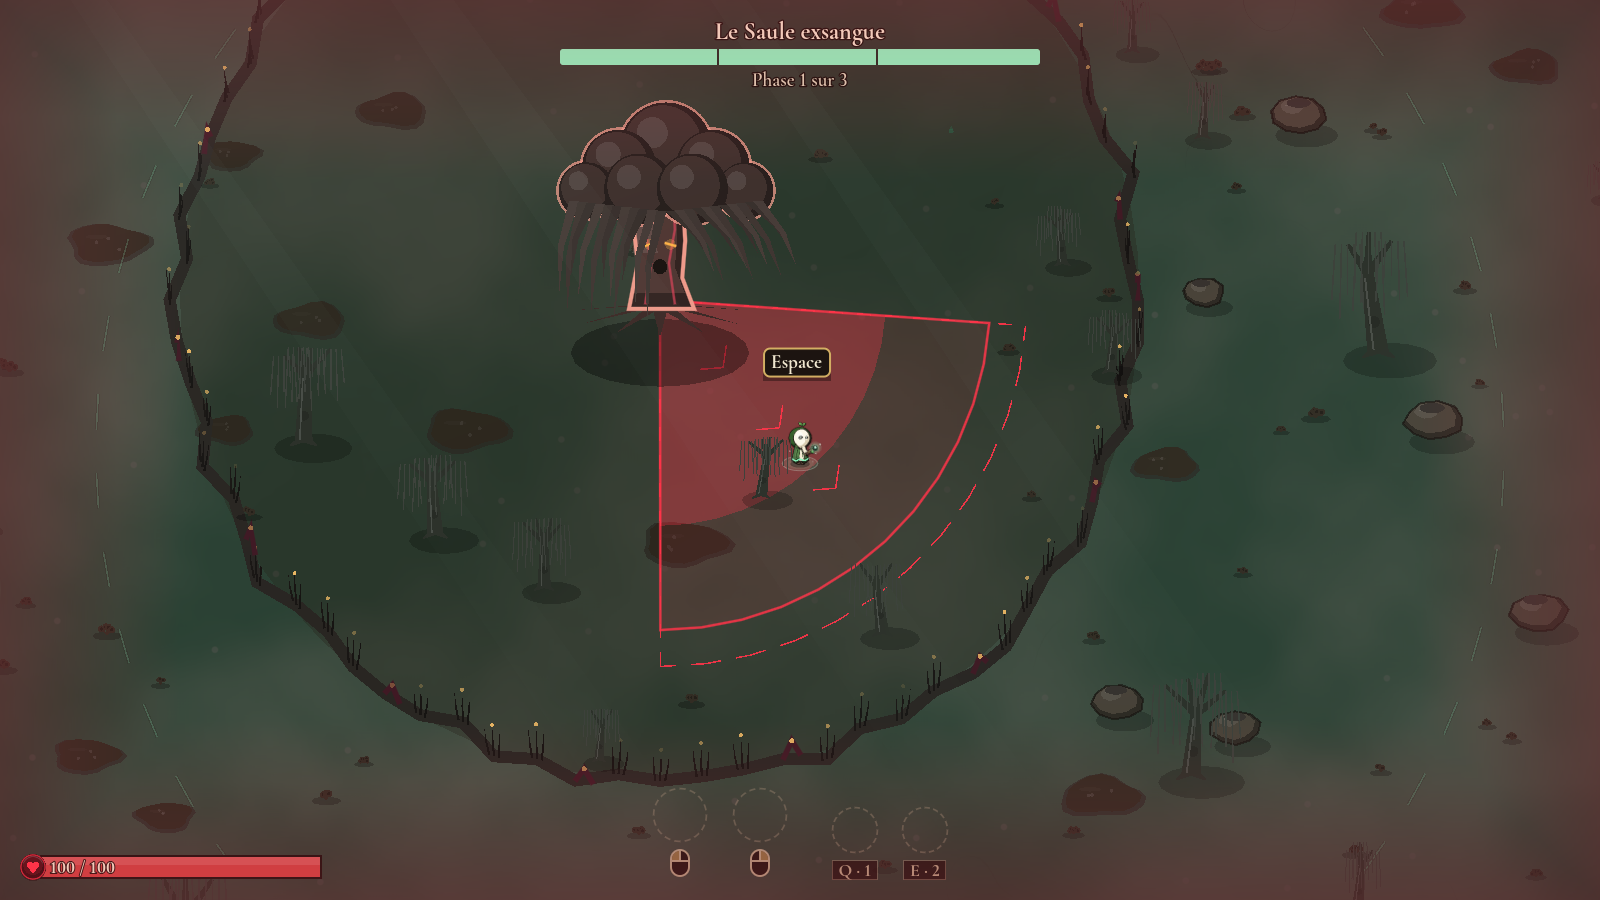 Le Saule exsangue
Phase 1 sur 3
Espace
100 / 100
Q · 1
E · 2